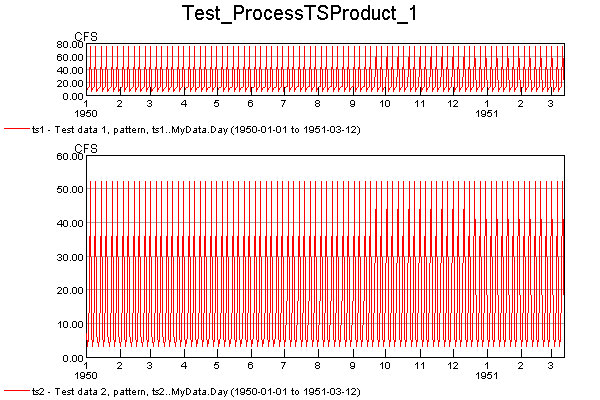 Test_ProcessTSProduct_1
CFS
80.00
60.00
40.00
20.00
0.00
1 2 3 4 5 6 7 8 9 10 11 12 1 2 3
1950 1951
ts1 - Test data 1, pattern, ts1..MyData.Day (1950-01-01 to 1951-03-12)
CFS
60.00
50.00
40.00
30.00
20.00
10.00
0.00
1 2 3 4 5 6 7 8 9 10 11 12 1 2 3
1950 1951
ts2 - Test data 2, pattern, ts2..MyData.Day (1950-01-01 to 1951-03-12)